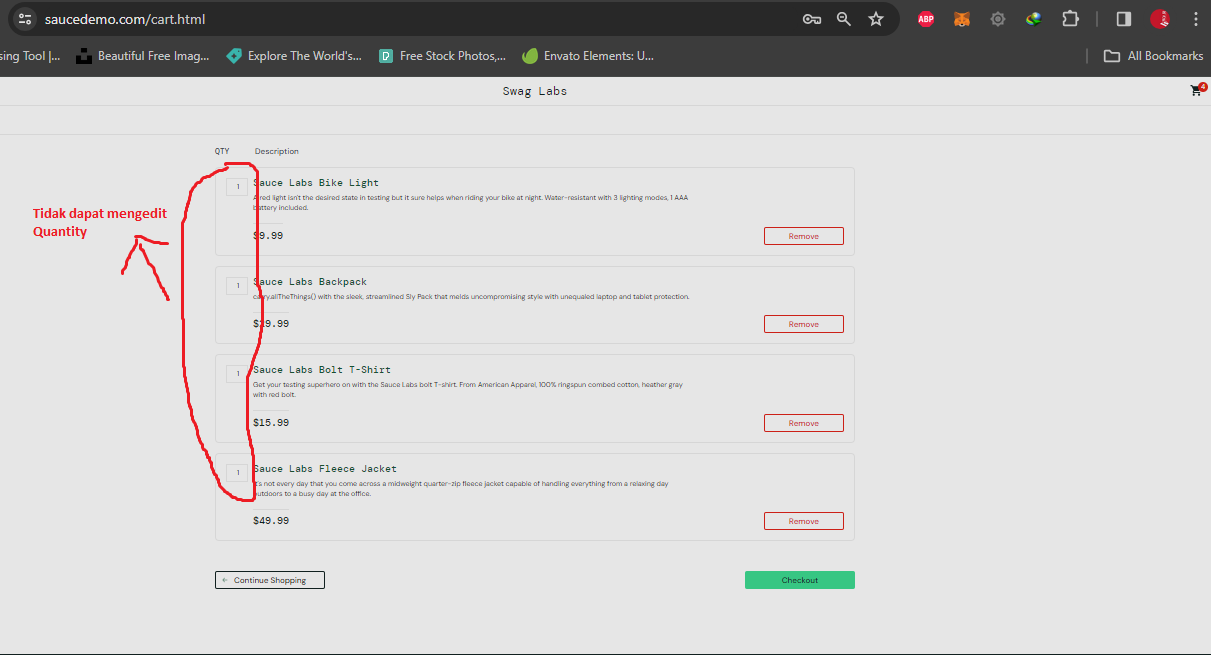 saucedemo.com/cart.html
ABP
sing Tool |...
Beautiful Free Imag...
Explore The World's...
Free Stock Photos,...
Envato Elements: U...
All Bookmarks
Swag Labs
4
QTY
Description
1
Sauce Labs Bike Light
A red light isn't the desired state in testing but it sure helps when riding your bike at night. Water-resistant with 3 lighting modes, 1 AAA
battery included.
Tidak dapat mengedit
Quantity
$9.99
Remove
1
Sauce Labs Backpack
carry.allTheThings() with the sleek, streamlined Sly Pack that melds uncompromising style with unequaled laptop and tablet protection.
$29.99
Remove
1
Sauce Labs Bolt T-Shirt
Get your testing superhero on with the Sauce Labs bolt T-shirt. From American Apparel, 100% ringspun combed cotton, heather gray
with red bolt.
$15.99
Remove
1
Sauce Labs Fleece Jacket
It's not every day that you come across a midweight quarter-zip fleece jacket capable of handling everything from a relaxing day
outdoors to a busy day at the office.
$49.99
Remove
Continue Shopping
Checkout